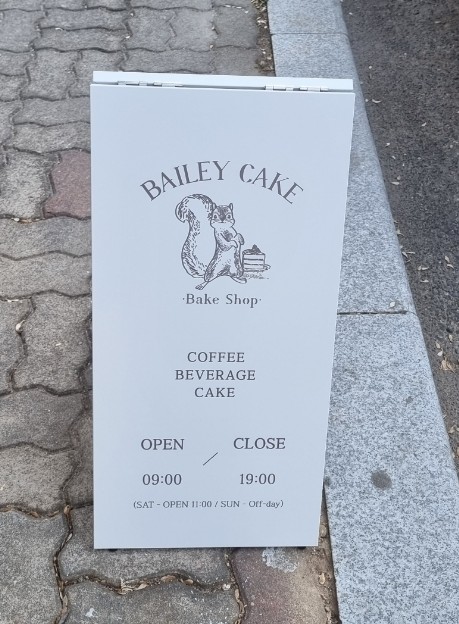 BAILEY CAKE
·Bake Shop·
COFFEE
BEVERAGE
CAKE
OPEN / CLOSE
09:00 19:00
(SAT - OPEN 11:00 / SUN - Off-day)